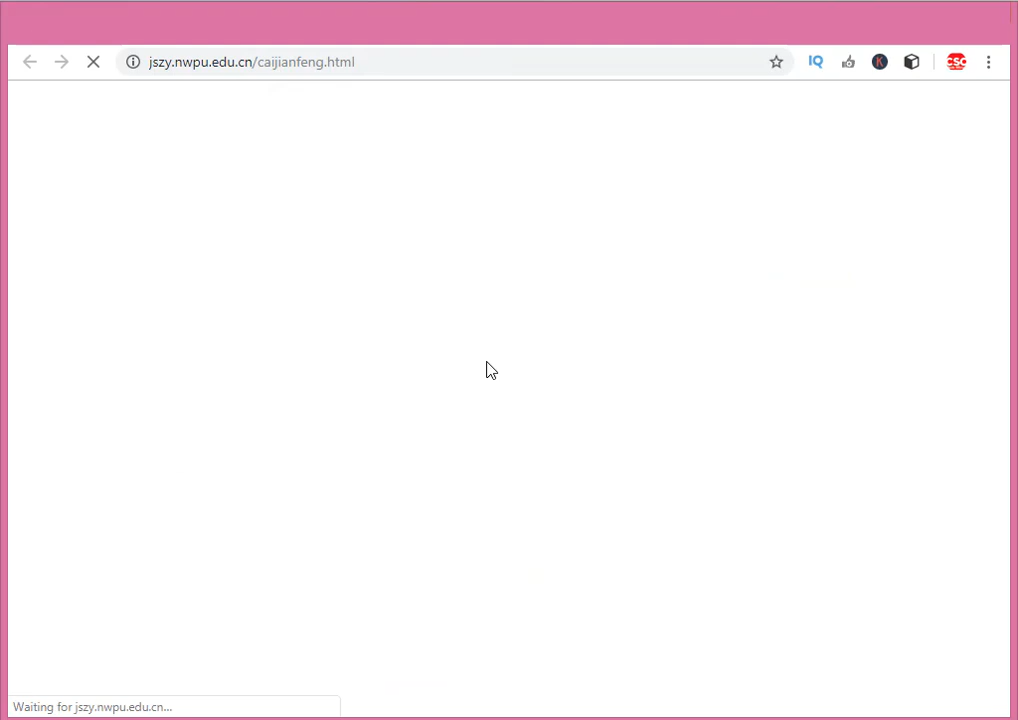 jszy.nwpu.edu.cn/caijianfeng.html
IQ
K
CSC
Waiting for jszy.nwpu.edu.cn...